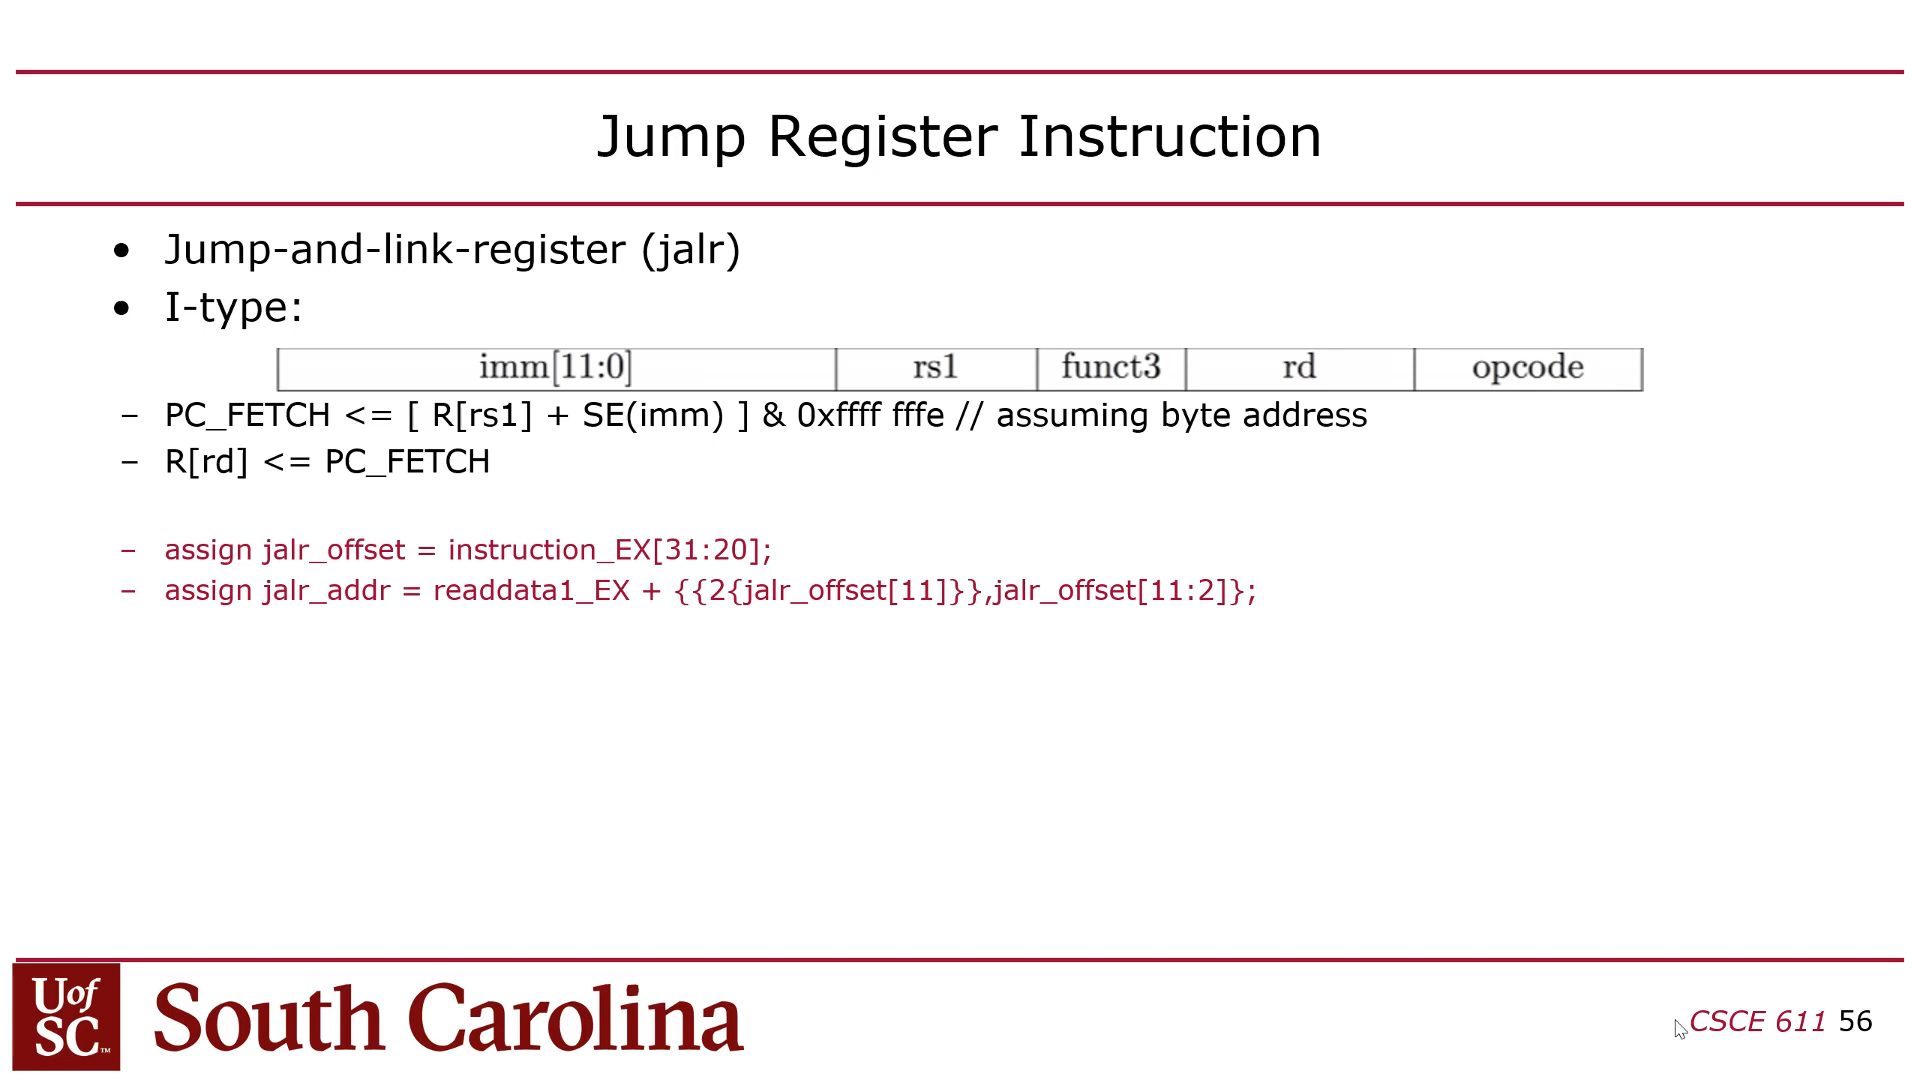 Jump Register Instruction
• Jump-and-link-register (jalr)
• I-type:
imm[11:0] rs1 funct3 rd opcode
– PC_FETCH <= [ R[rs1] + SE(imm) ] & 0xffff fffe // assuming byte address
– R[rd] <= PC_FETCH
– assign jalr_offset = instruction_EX[31:20];
– assign jalr_addr = readdata1_EX + {{2{jalr_offset[11]}},jalr_offset[11:2]};
UofSC™ South Carolina
CSCE 611 56